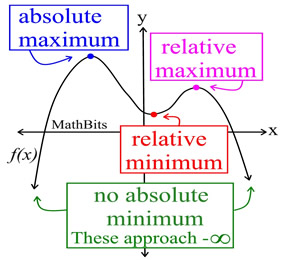 absolute
maximum
y
relative
maximum
MathBits
x
f(x)
relative
minimum
no absolute
minimum
These approach -∞